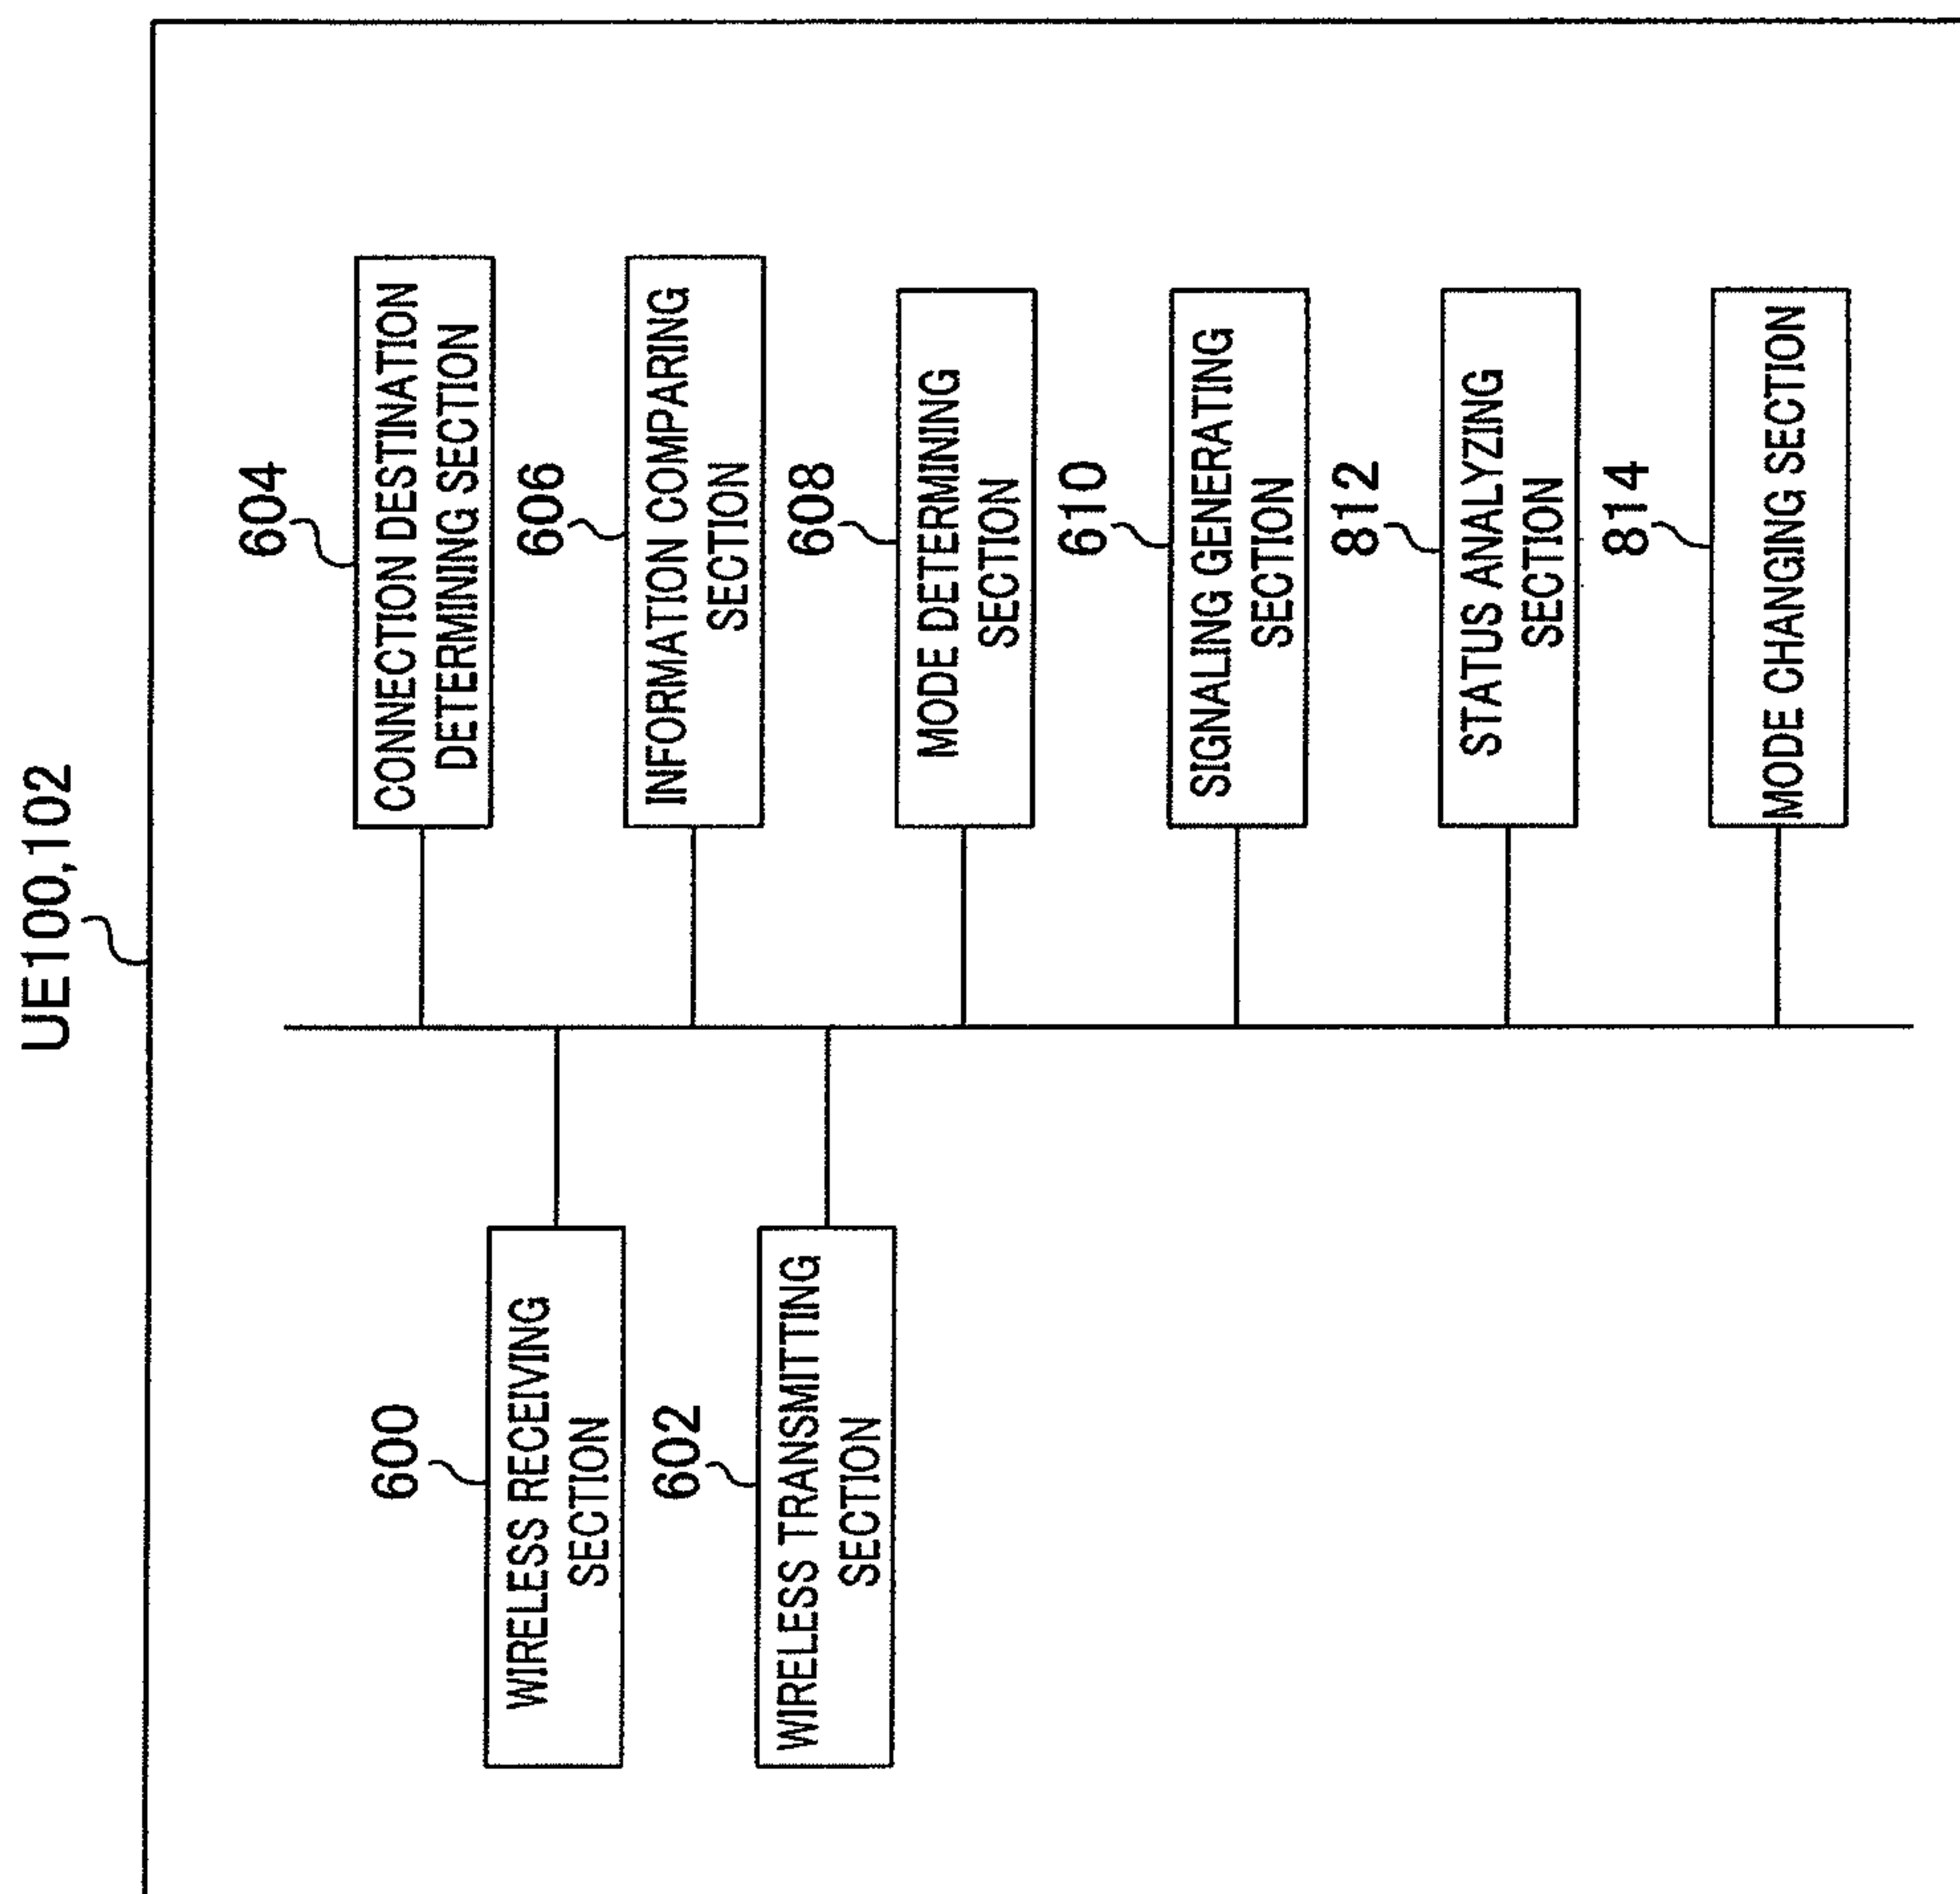 UE100,102
600
WIRELESS RECEIVING
SECTION
602
WIRELESS TRANSMITTING
SECTION
604
CONNECTION DESTINATION
DETERMINING SECTION
606
INFORMATION COMPARING
SECTION
608
MODE DETERMINING
SECTION
610
SIGNALING GENERATING
SECTION
812
STATUS ANALYZING
SECTION
814
MODE CHANGING SECTION